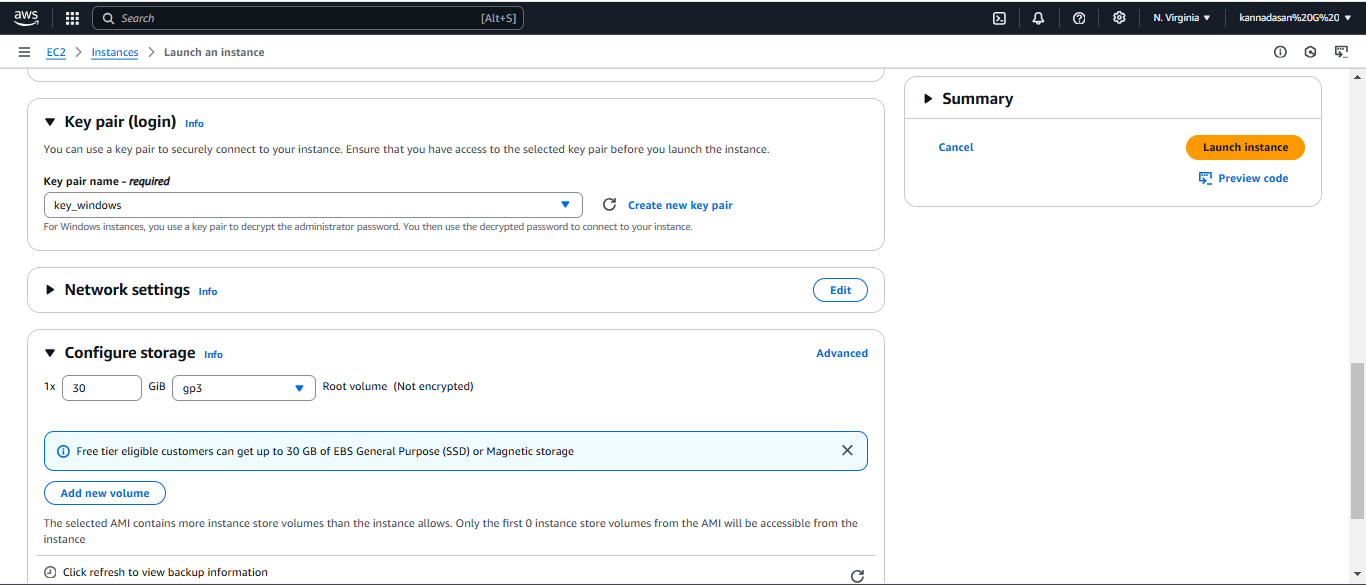 aws
Search [Alt+S]
N. Virginia
kannadasan%20G%20
EC2 Instances Launch an instance
Key pair (login) Info
You can use a key pair to securely connect to your instance. Ensure that you have access to the selected key pair before you launch the instance.
Key pair name - required
key_windows
Create new key pair
For Windows instances, you use a key pair to decrypt the administrator password. You then use the decrypted password to connect to your instance.
Network settings Info
Edit
Configure storage Info
Advanced
1x 30 GiB gp3 Root volume (Not encrypted)
Free tier eligible customers can get up to 30 GB of EBS General Purpose (SSD) or Magnetic storage
Add new volume
The selected AMI contains more instance store volumes than the instance allows. Only the first 0 instance store volumes from the AMI will be accessible from the
instance
Click refresh to view backup information
Summary
Cancel
Launch instance
Preview code